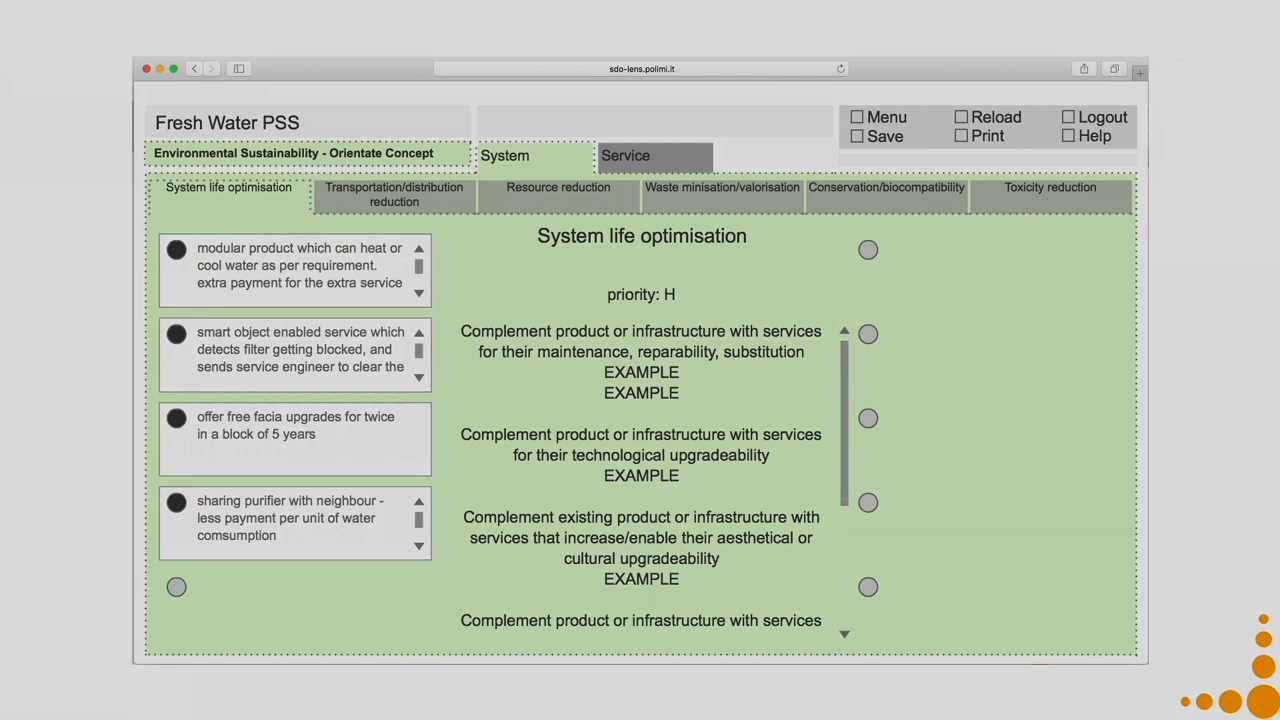 sdo-lens.polimi.it
Fresh Water PSS
Menu
Reload
Logout
Save
Print
Help
Environmental Sustainability - Orientate Concept
System
Service
System life optimisation
Transportation/distribution
reduction
Resource reduction
Waste minisation/valorisation
Conservation/biocompatibility
Toxicity reduction
modular product which can heat or
cool water as per requirement.
extra payment for the extra service
smart object enabled service which
detects filter getting blocked, and
sends service engineer to clear the
offer free facia upgrades for twice
in a block of 5 years
sharing purifier with neighbour -
less payment per unit of water
comsumption
System life optimisation
priority: H
Complement product or infrastructure with services
for their maintenance, reparability, substitution
EXAMPLE
EXAMPLE
Complement product or infrastructure with services
for their technological upgradeability
EXAMPLE
Complement existing product or infrastructure with
services that increase/enable their aesthetical or
cultural upgradeability
EXAMPLE
Complement product or infrastructure with services